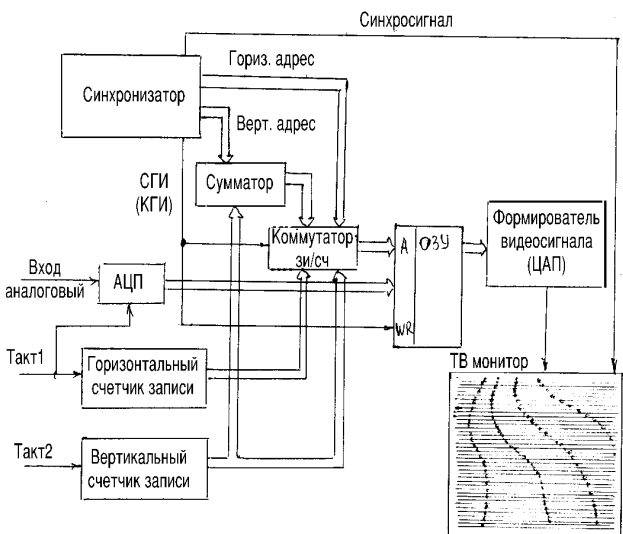 Синхросигнал
Гориз. адрес
Синхронизатор
Верт. адрес
СГИ
(КГИ)
Сумматор
Коммутатор
зи/сч
А
ОЗУ
WR
Формирователь
видеосигнала
(ЦАП)
Вход
аналоговый
АЦП
Такт1
Горизонтальный
счетчик записи
ТВ монитор
Такт2
Вертикальный
счетчик записи